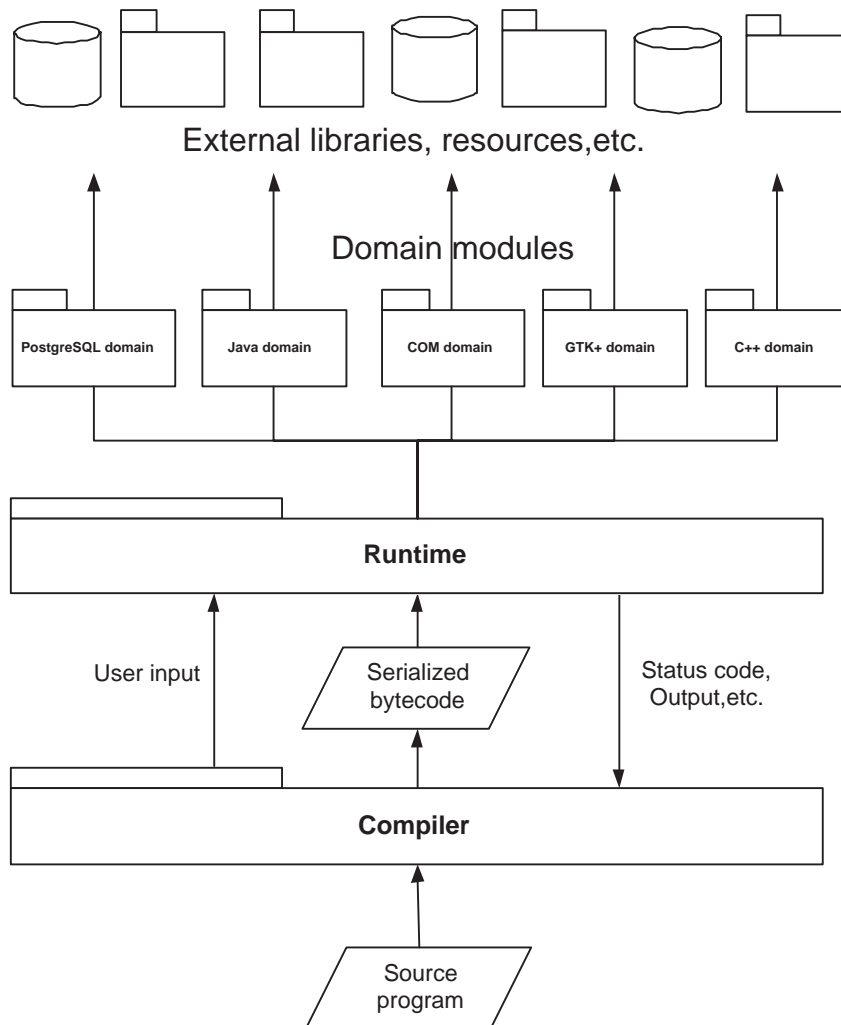 External libraries, resources,etc.
Domain modules
PostgreSQL domain
Java domain
COM domain
GTK+ domain
C++ domain
Runtime
User input
Serialized
bytecode
Status code,
Output,etc.
Compiler
Source
program